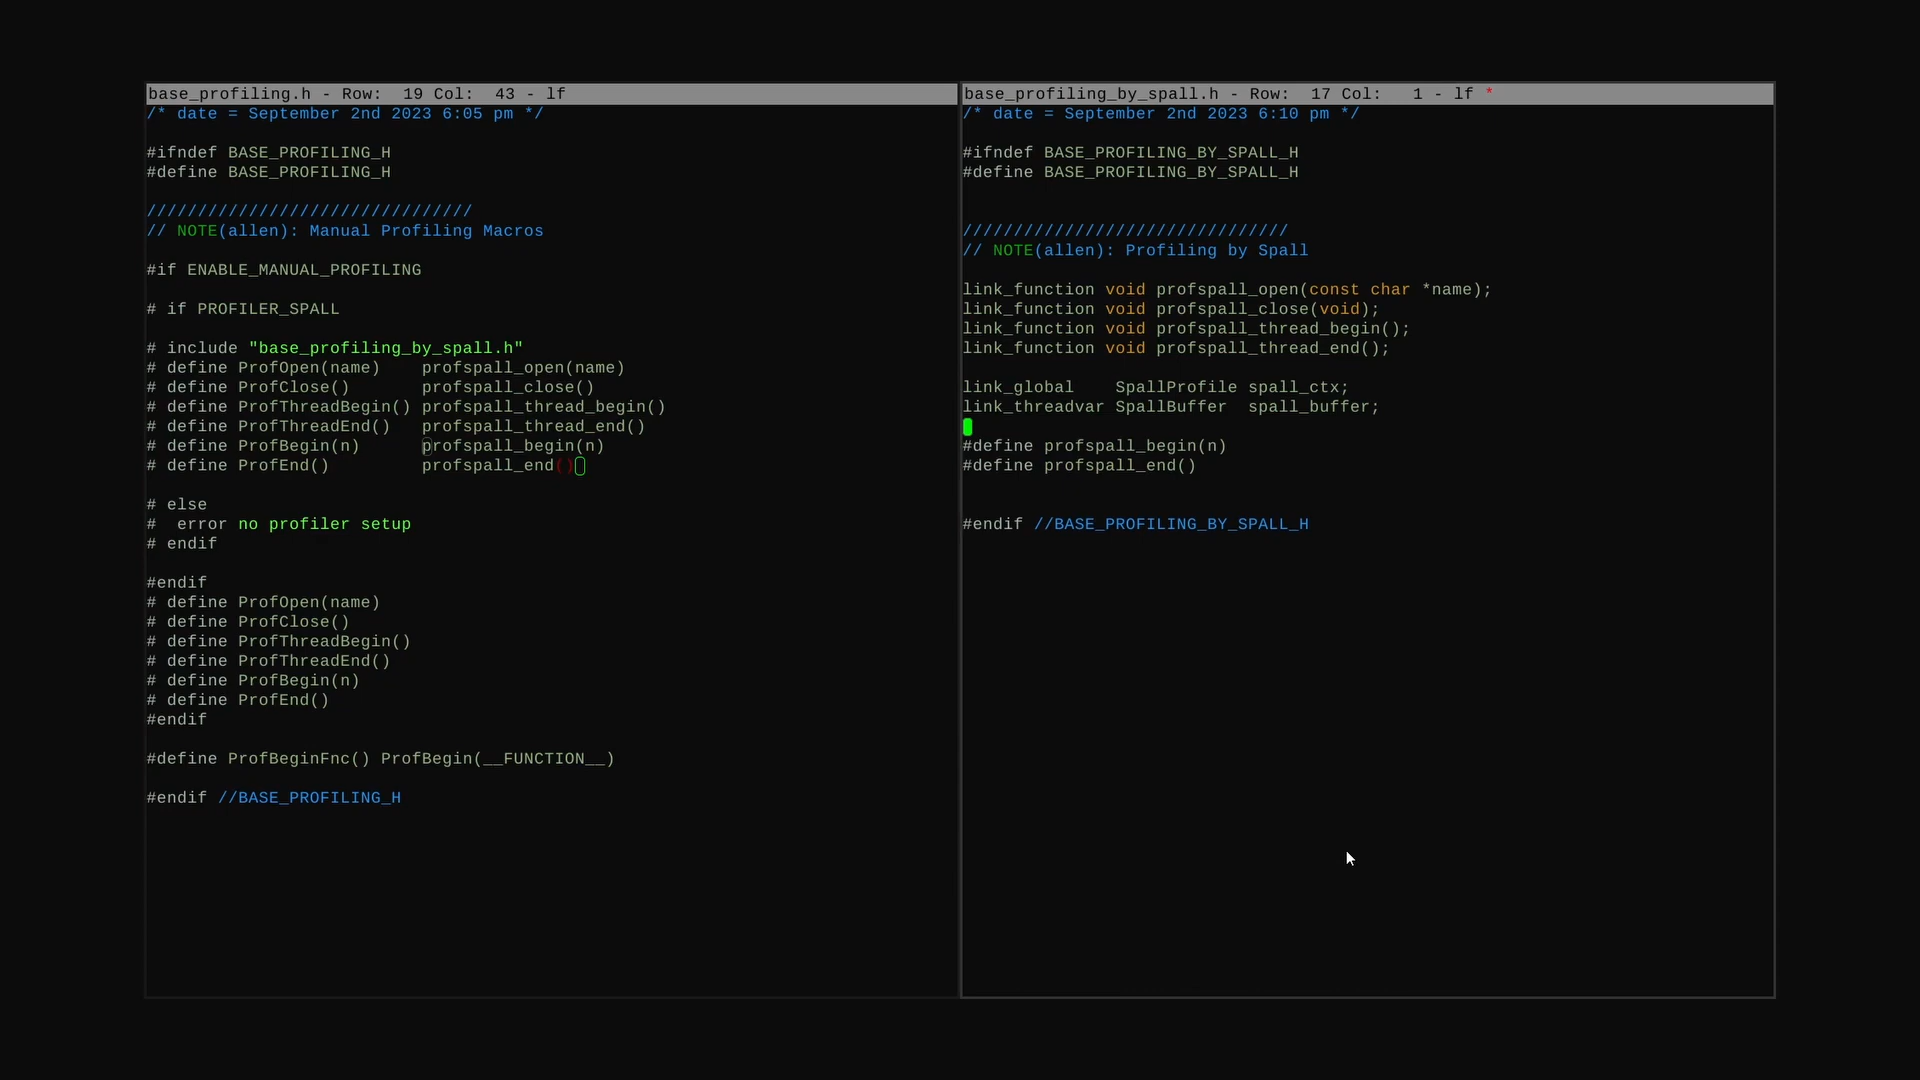 base_profiling.h - Row:  19 Col:  43 - lf
/* date = September 2nd 2023 6:05 pm */
#ifndef BASE_PROFILING_H
#define BASE_PROFILING_H
////////////////////////////////
// NOTE(allen): Manual Profiling Macros
#if ENABLE_MANUAL_PROFILING
# if PROFILER_SPALL
# include "base_profiling_by_spall.h"
# define ProfOpen(name)    profspall_open(name)
# define ProfClose()       profspall_close()
# define ProfThreadBegin() profspall_thread_begin()
# define ProfThreadEnd()   profspall_thread_end()
# define ProfBegin(n)      profspall_begin(n)
# define ProfEnd()         profspall_end()
# else
#  error no profiler setup
# endif
#endif
# define ProfOpen(name)
# define ProfClose()
# define ProfThreadBegin()
# define ProfThreadEnd()
# define ProfBegin(n)
# define ProfEnd()
#endif
#define ProfBeginFnc() ProfBegin(__FUNCTION__)
#endif //BASE_PROFILING_H
base_profiling_by_spall.h - Row:  17 Col:   1 - lf *
/* date = September 2nd 2023 6:10 pm */
#ifndef BASE_PROFILING_BY_SPALL_H
#define BASE_PROFILING_BY_SPALL_H
////////////////////////////////
// NOTE(allen): Profiling by Spall
link_function void profspall_open(const char *name);
link_function void profspall_close(void);
link_function void profspall_thread_begin();
link_function void profspall_thread_end();
link_global    SpallProfile spall_ctx;
link_threadvar SpallBuffer  spall_buffer;
#define profspall_begin(n)
#define profspall_end()
#endif //BASE_PROFILING_BY_SPALL_H